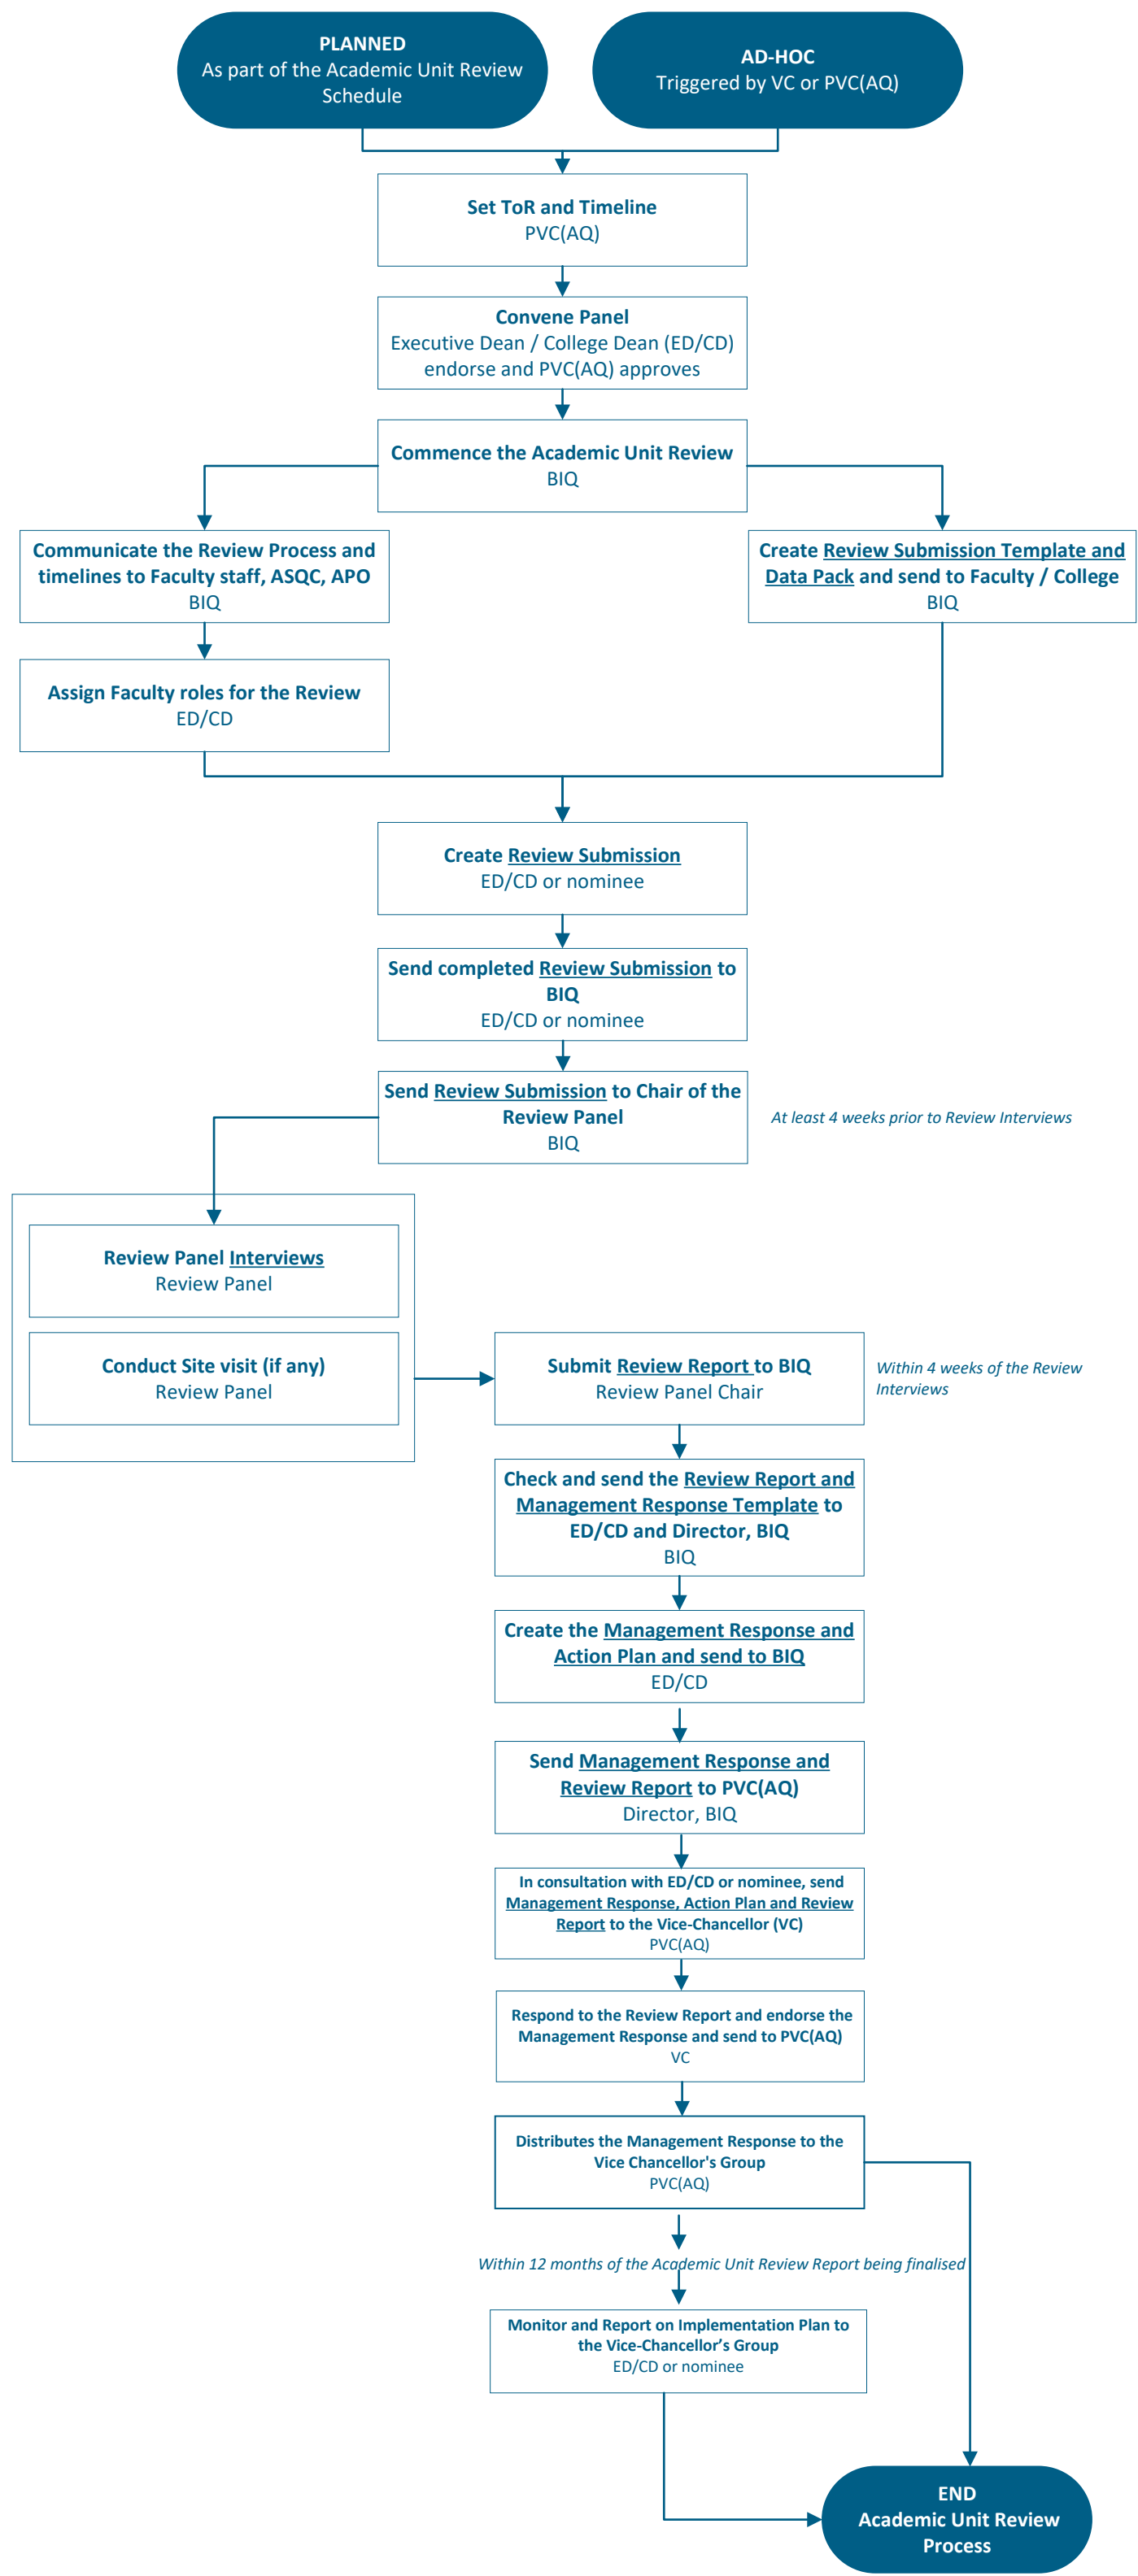 PLANNED
As part of the Academic Unit Review
Schedule
AD-HOC
Triggered by VC or PVC(AQ)
Set ToR and Timeline
PVC(AQ)
Convene Panel
Executive Dean / College Dean (ED/CD)
endorse and PVC(AQ) approves
Commence the Academic Unit Review
BIQ
Communicate the Review Process and
timelines to Faculty staff, ASQC, APO
BIQ
Create Review Submission Template and
Data Pack and send to Faculty / College
BIQ
Assign Faculty roles for the Review
ED/CD
Create Review Submission
ED/CD or nominee
Send completed Review Submission to
BIQ
ED/CD or nominee
Send Review Submission to Chair of the
Review Panel
BIQ
At least 4 weeks prior to Review Interviews
Review Panel Interviews
Review Panel
Conduct Site visit (if any)
Review Panel
Submit Review Report to BIQ
Review Panel Chair
Within 4 weeks of the Review
Interviews
Check and send the Review Report and
Management Response Template to
ED/CD and Director, BIQ
BIQ
Create the Management Response and
Action Plan and send to BIQ
ED/CD
Send Management Response and
Review Report to PVC(AQ)
Director, BIQ
In consultation with ED/CD or nominee, send
Management Response, Action Plan and Review
Report to the Vice-Chancellor (VC)
PVC(AQ)
Respond to the Review Report and endorse the
Management Response and send to PVC(AQ)
VC
Distributes the Management Response to the
Vice Chancellor's Group
PVC(AQ)
Within 12 months of the Academic Unit Review Report being finalised
Monitor and Report on Implementation Plan to
the Vice-Chancellor’s Group
ED/CD or nominee
END
Academic Unit Review
Process